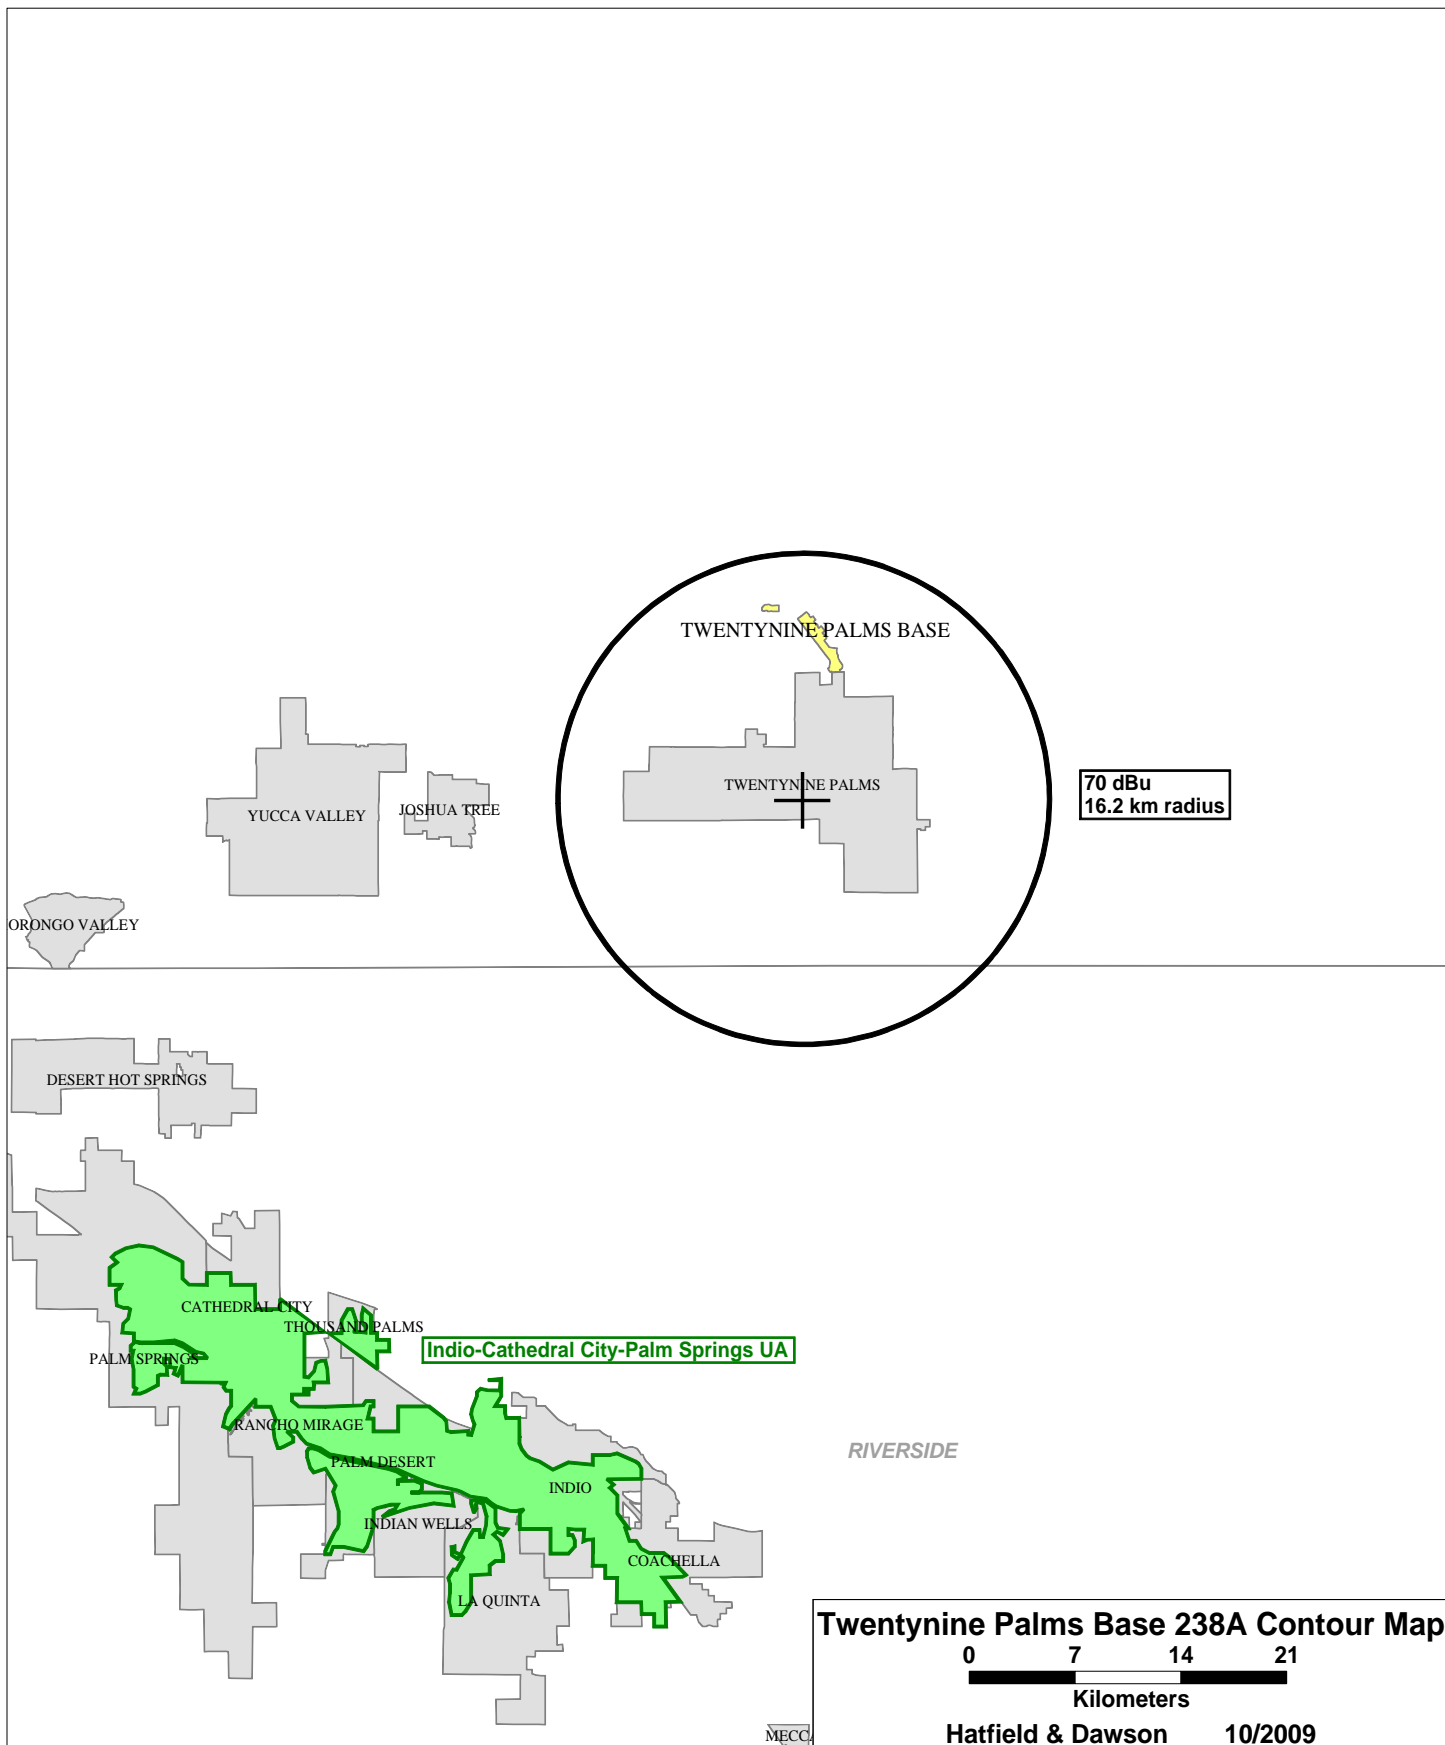 TWENTYNINE PALMS BASE
TWENTYNINE PALMS
70 dBu
16.2 km radius
YUCCA VALLEY
JOSHUA TREE
ORONGO VALLEY
DESERT HOT SPRINGS
CATHEDRAL CITY
THOUSAND PALMS
Indio-Cathedral City-Palm Springs UA
PALM SPRINGS
RANCHO MIRAGE
RIVERSIDE
PALM DESERT
INDIO
INDIAN WELLS
COACHELLA
LA QUINTA
Twentynine Palms Base 238A Contour Map
0 7 14 21
Kilometers
Hatfield & Dawson 10/2009
MECCA